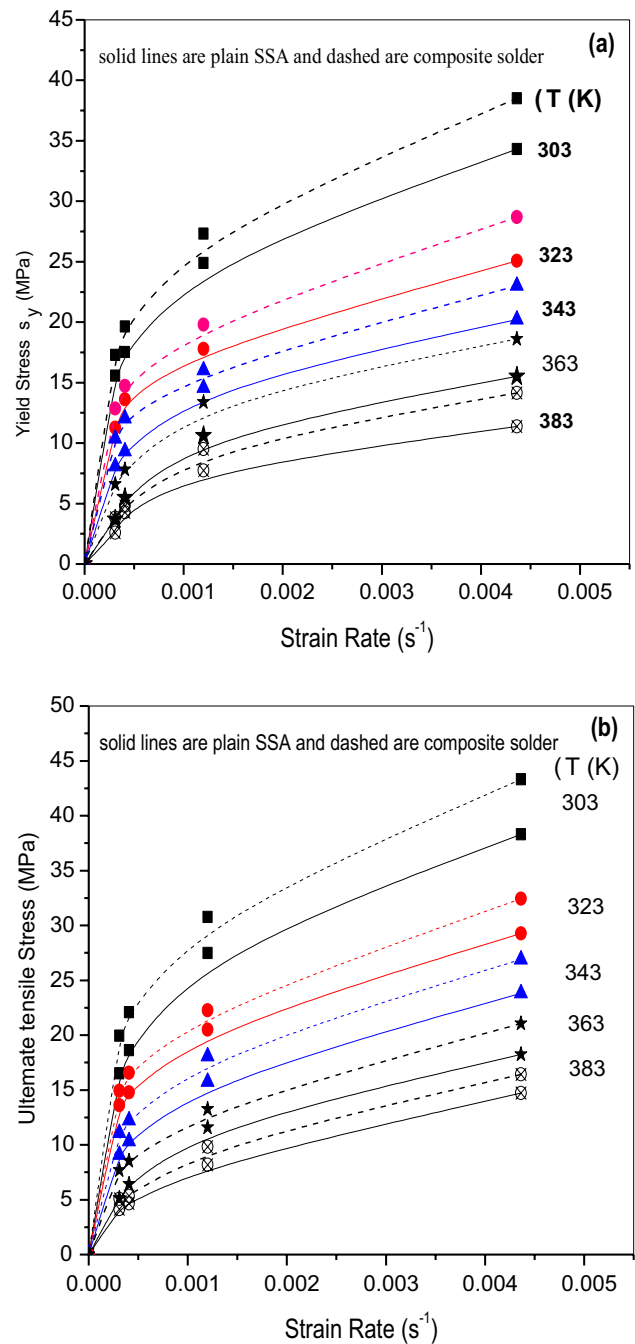 (a)
solid lines are plain SSA and dashed are composite solder
(T (K)
303
323
343
363
383
45
40
35
30
25
20
15
10
5
0
Yield Stress s y (MPa)
0.000 0.001 0.002 0.003 0.004 0.005
Strain Rate (s-1)
(b)
solid lines are plain SSA and dashed are composite solder
(T (K)
303
323
343
363
383
50
45
40
35
30
25
20
15
10
5
0
Ultemate tensile Stress (MPa)
0.000 0.001 0.002 0.003 0.004 0.005
Strain Rate (s-1)